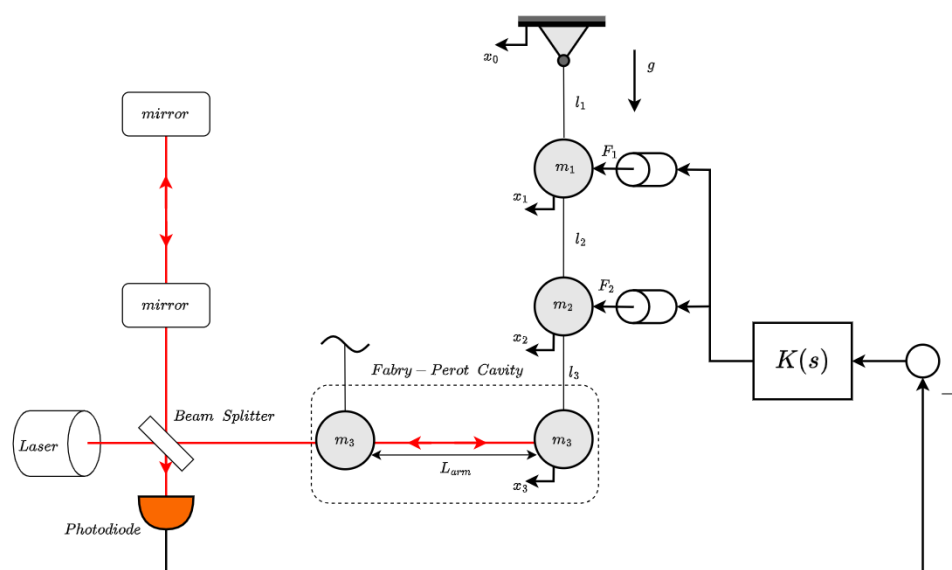 x₀
g
l₁
mirror
F₁
m₁
x₁
l₂
mirror
F₂
m₂
x₂
K(s)
Fabry – Perot Cavity
l₃
−
Beam Splitter
Laser
m₃
m₃
L_arm
x₃
Photodiode